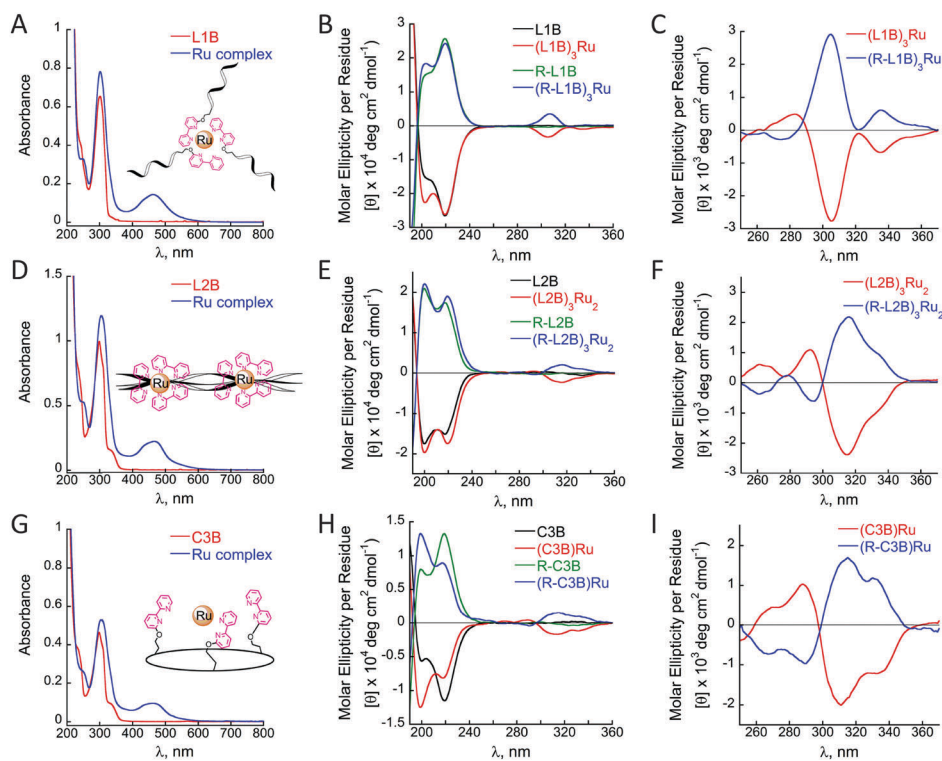 A
Absorbance
1
0.8
0.6
0.4
0.2
0
200 300 400 500 600 700 800
λ, nm
L1B
Ru complex
Ru
B
Molar Ellipticity per Residue
[θ] x 10⁴ deg cm² dmol⁻¹
3
2
1
0
1
2
-3
200 240 280 320 360
λ, nm
L1B
(L1B)₃Ru
R-L1B
(R-L1B)₃Ru
C
Molar Ellipticity per Residue
[θ] x 10³ deg cm² dmol⁻¹
3
2
1
0
1
2
-3
260 280 300 320 340 360
λ, nm
(L1B)₃Ru
(R-L1B)₃Ru
D
Absorbance
1.5
1
0.5
0
200 300 400 500 600 700 800
λ, nm
L2B
Ru complex
Ru
Ru
E
Molar Ellipticity per Residue
[θ] x 10⁴ deg cm² dmol⁻¹
2
1
0
1
-2
200 240 280 320 360
λ, nm
L2B
(L2B)₃Ru₂
R-L2B
(R-L2B)₃Ru₂
F
Molar Ellipticity per Residue
[θ] x 10³ deg cm² dmol⁻¹
3
2
1
0
1
2
-3
260 280 300 320 340 360
λ, nm
(L2B)₃Ru₂
(R-L2B)₃Ru₂
G
Absorbance
1
0.8
0.6
0.4
0.2
0
200 300 400 500 600 700 800
λ, nm
C3B
Ru complex
Ru
H
Molar Ellipticity per Residue
[θ] x 10⁴ deg cm² dmol⁻¹
1.5
1
0.5
0
0.5
-1
-1.5
200 240 280 320 360
λ, nm
C3B
(C3B)Ru
R-C3B
(R-C3B)Ru
I
Molar Ellipticity per Residue
[θ] x 10³ deg cm² dmol⁻¹
2
1
0
-1
-2
260 280 300 320 340 360
λ, nm
(C3B)Ru
(R-C3B)Ru